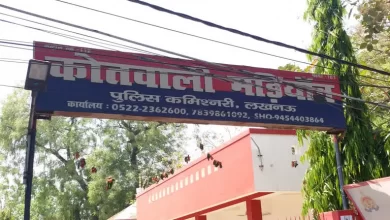 कोतवाली मड़ियांव
पुलिस कमिश्नरी, लखनऊ
कार्यालय : 0522-2362600, 7839861092, SHO-9454403864